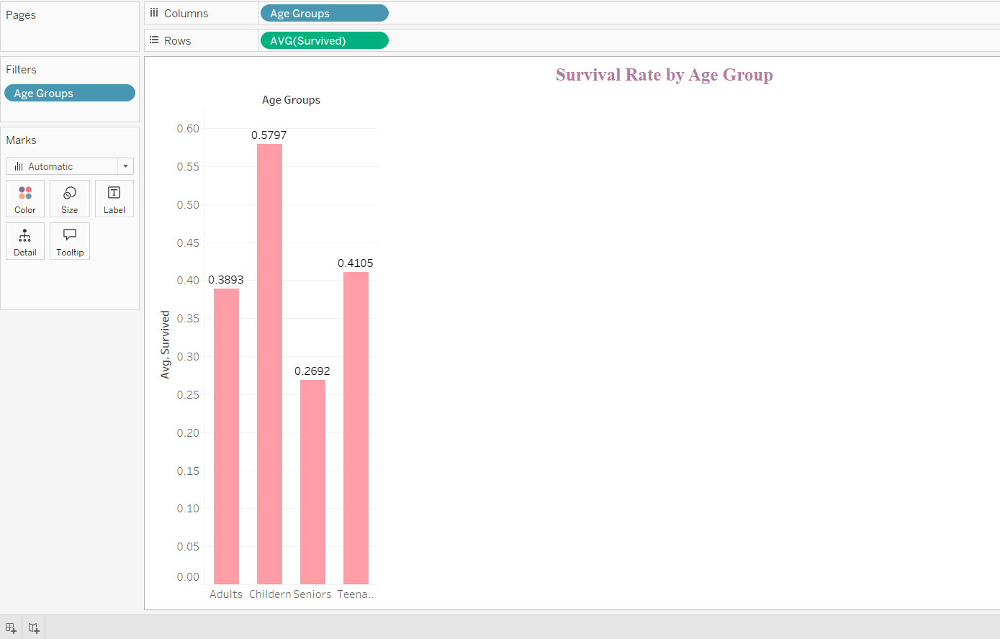 Pages
Columns
Age Groups
Rows
AVG(Survived)
Filters
Age Groups
Marks
Automatic
Color
Size
Label
Detail
Tooltip
Survival Rate by Age Group
Age Groups
Avg. Survived
0.60
0.55
0.50
0.45
0.40
0.35
0.30
0.25
0.20
0.15
0.10
0.05
0.00
0.3893
0.5797
0.2692
0.4105
Adults
Childern
Seniors
Teena..